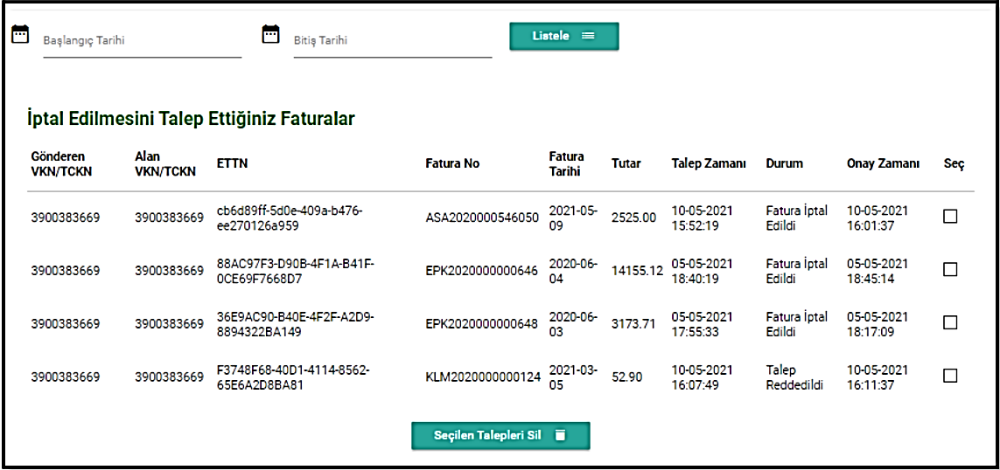 Başlangıç Tarihi
Bitiş Tarihi
Listele
İptal Edilmesini Talep Ettiğiniz Faturalar
Gönderen VKN/TCKN Alan VKN/TCKN ETTN Fatura No Fatura Tarihi Tutar Talep Zamanı Durum Onay Zamanı Seç
3900383669 3900383669 cb6d89ff-5d0e-409a-b476-ee270126a959 ASA2020000546050 2021-05-09 2525.00 10-05-2021 15:52:19 Fatura İptal Edildi 10-05-2021 16:01:37
3900383669 3900383669 88AC97F3-D90B-4F1A-B41F-0CE69F7668D7 EPK2020000000646 2020-06-04 14155.12 05-05-2021 18:40:19 Fatura İptal Edildi 05-05-2021 18:45:14
3900383669 3900383669 36E9AC90-B40E-4F2F-A2D9-8894322BA149 EPK2020000000648 2020-06-03 3173.71 05-05-2021 17:55:33 Fatura İptal Edildi 05-05-2021 18:17:09
3900383669 3900383669 F3748F68-40D1-4114-8562-65E6A2D8BA81 KLM2020000000124 2021-03-05 52.90 10-05-2021 16:07:49 Talep Reddedildi 10-05-2021 16:11:37
Seçilen Talepleri Sil